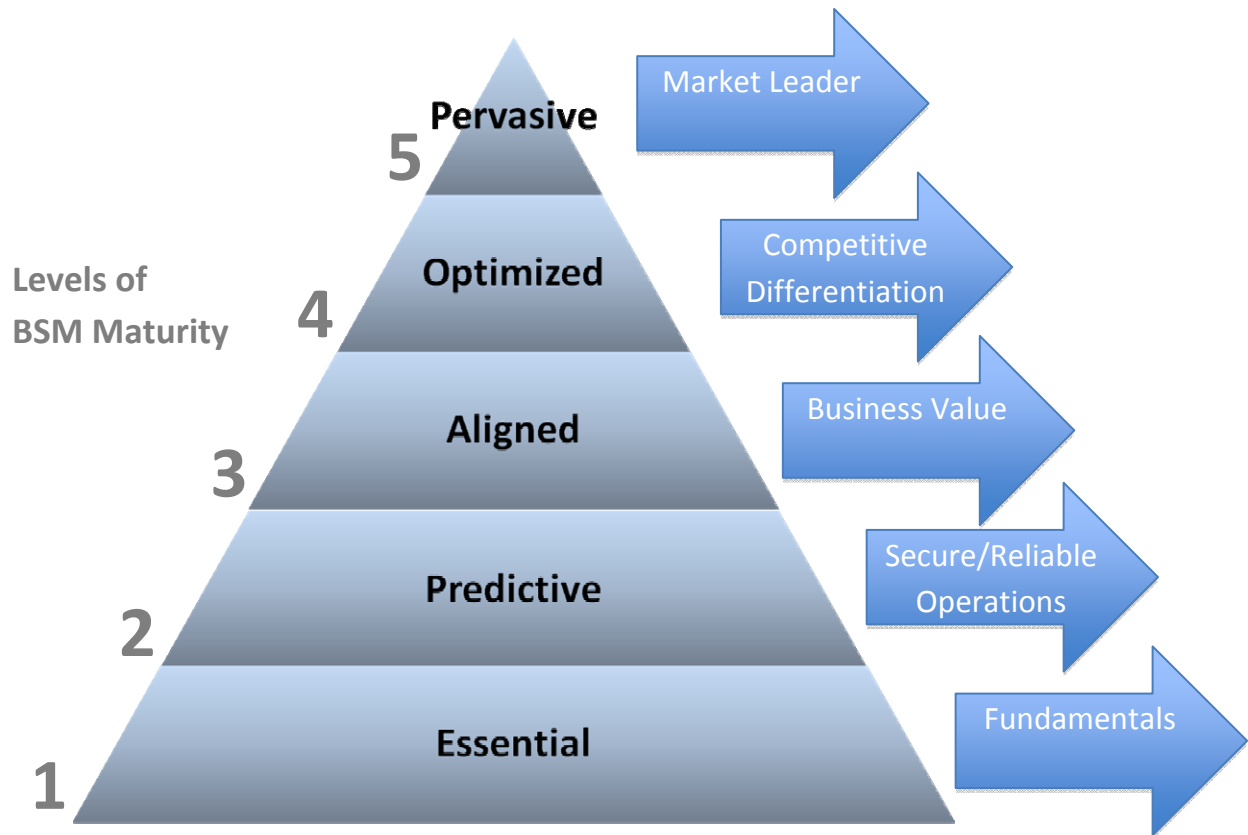 Market Leader
Pervasive
5
Competitive
Differentiation
Optimized
Levels of
BSM Maturity
4
Business Value
Aligned
3
Secure/Reliable
Operations
Predictive
2
Fundamentals
Essential
1